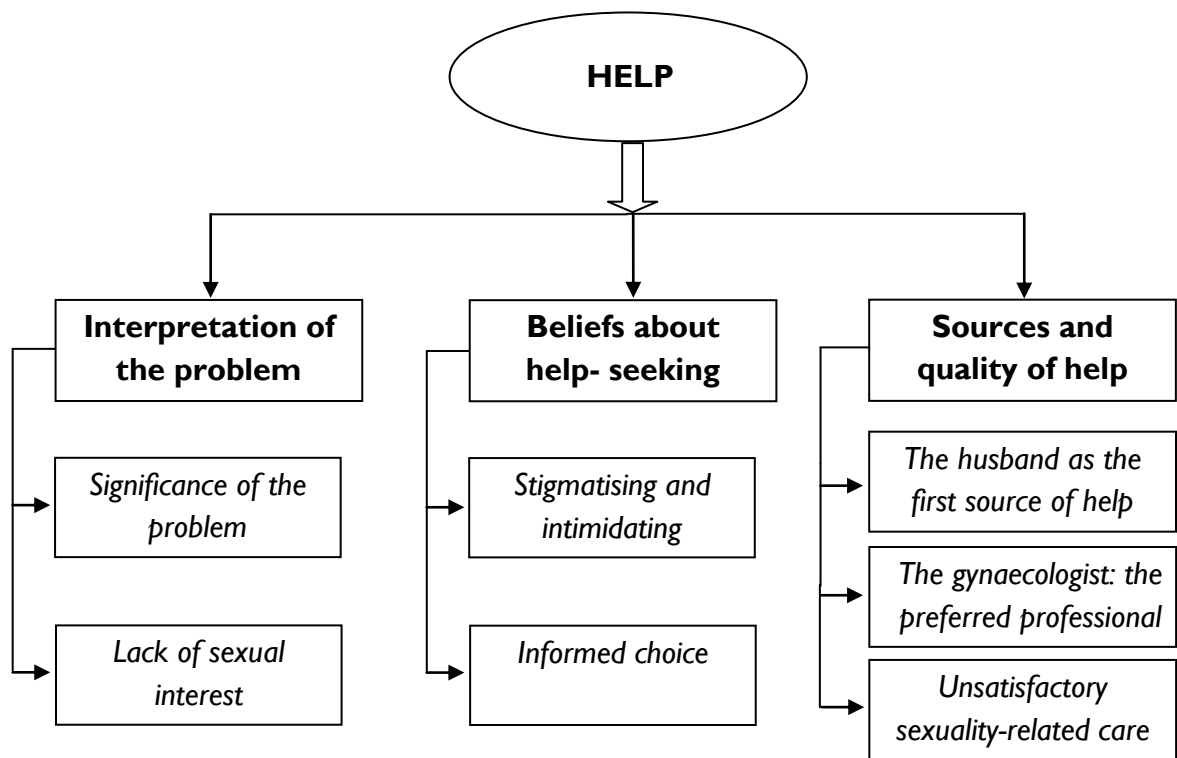 HELP
Interpretation of
the problem
Significance of the
problem
Lack of sexual
interest
Beliefs about
help- seeking
Stigmatising and
intimidating
Informed choice
Sources and
quality of help
The husband as the
first source of help
The gynaecologist: the
preferred professional
Unsatisfactory
sexuality-related care